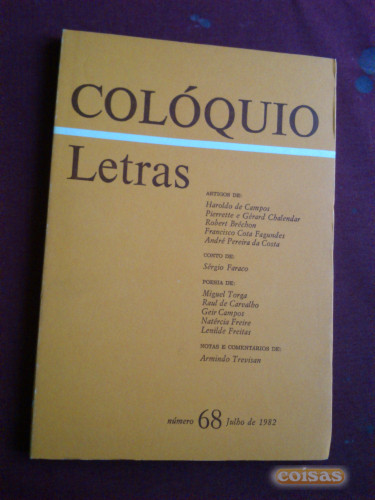 COLÓQUIO
Letras
ARTIGOS DE:
Haroldo de Campos
Pierrette e Gérard Chalendar
Robert Bréchon
Francisco Cota Fagundes
André Pereira da Costa
CONTO DE:
Sérgio Faraco
POESIA DE:
Miguel Torga
Raul de Carvalho
Geir Campos
Natércia Freire
Lenilde Freitas
NOTAS E COMENTÁRIOS DE:
Armindo Trevisan
número 68 Julho de 1982
coisas